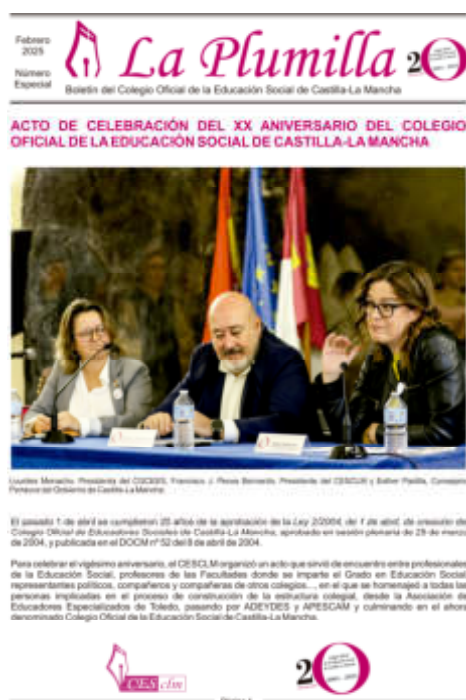 Febrero
2025
Número
Especial
La Plumilla
20
Boletín del Colegio Oficial de la Educación Social de Castilla-La Mancha
ACTO DE CELEBRACIÓN DEL XX ANIVERSARIO DEL COLEGIO
OFICIAL DE LA EDUCACIÓN SOCIAL DE CASTILLA-LA MANCHA
Lourdes Menacho, Presidenta del CGCEES, Francisco J. Peces Bernardo, Presidente del CESCLM y Esther Padilla, Consejera
Portavoz del Gobierno de Castilla-La Mancha
El pasado 1 de abril se cumplieron 20 años de la aprobación de la Ley 2/2004, de 1 de abril, de creación de
Colegio Oficial de Educadores Sociales de Castilla-La Mancha, aprobada en sesión plenaria de 25 de marzo
de 2004, y publicada en el DOCM nº 52 del 8 de abril de 2004.
Para celebrar el vigésimo aniversario, el CESCLM organizó un acto que sirvió de encuentro entre profesionales
de la Educación Social, profesores de las Facultades donde se imparte el Grado en Educación Social
representantes políticos, compañeros y compañeras de otros colegios..., en el que se homenajeó a todas las
personas implicadas en el proceso de construcción de la estructura colegial, desde la Asociación de
Educadores Especializados de Toledo, pasando por ADEYDES y APESCAM y culminando en el ahora
denominado Colegio Oficial de la Educación Social de Castilla-La Mancha.
CES clm
20